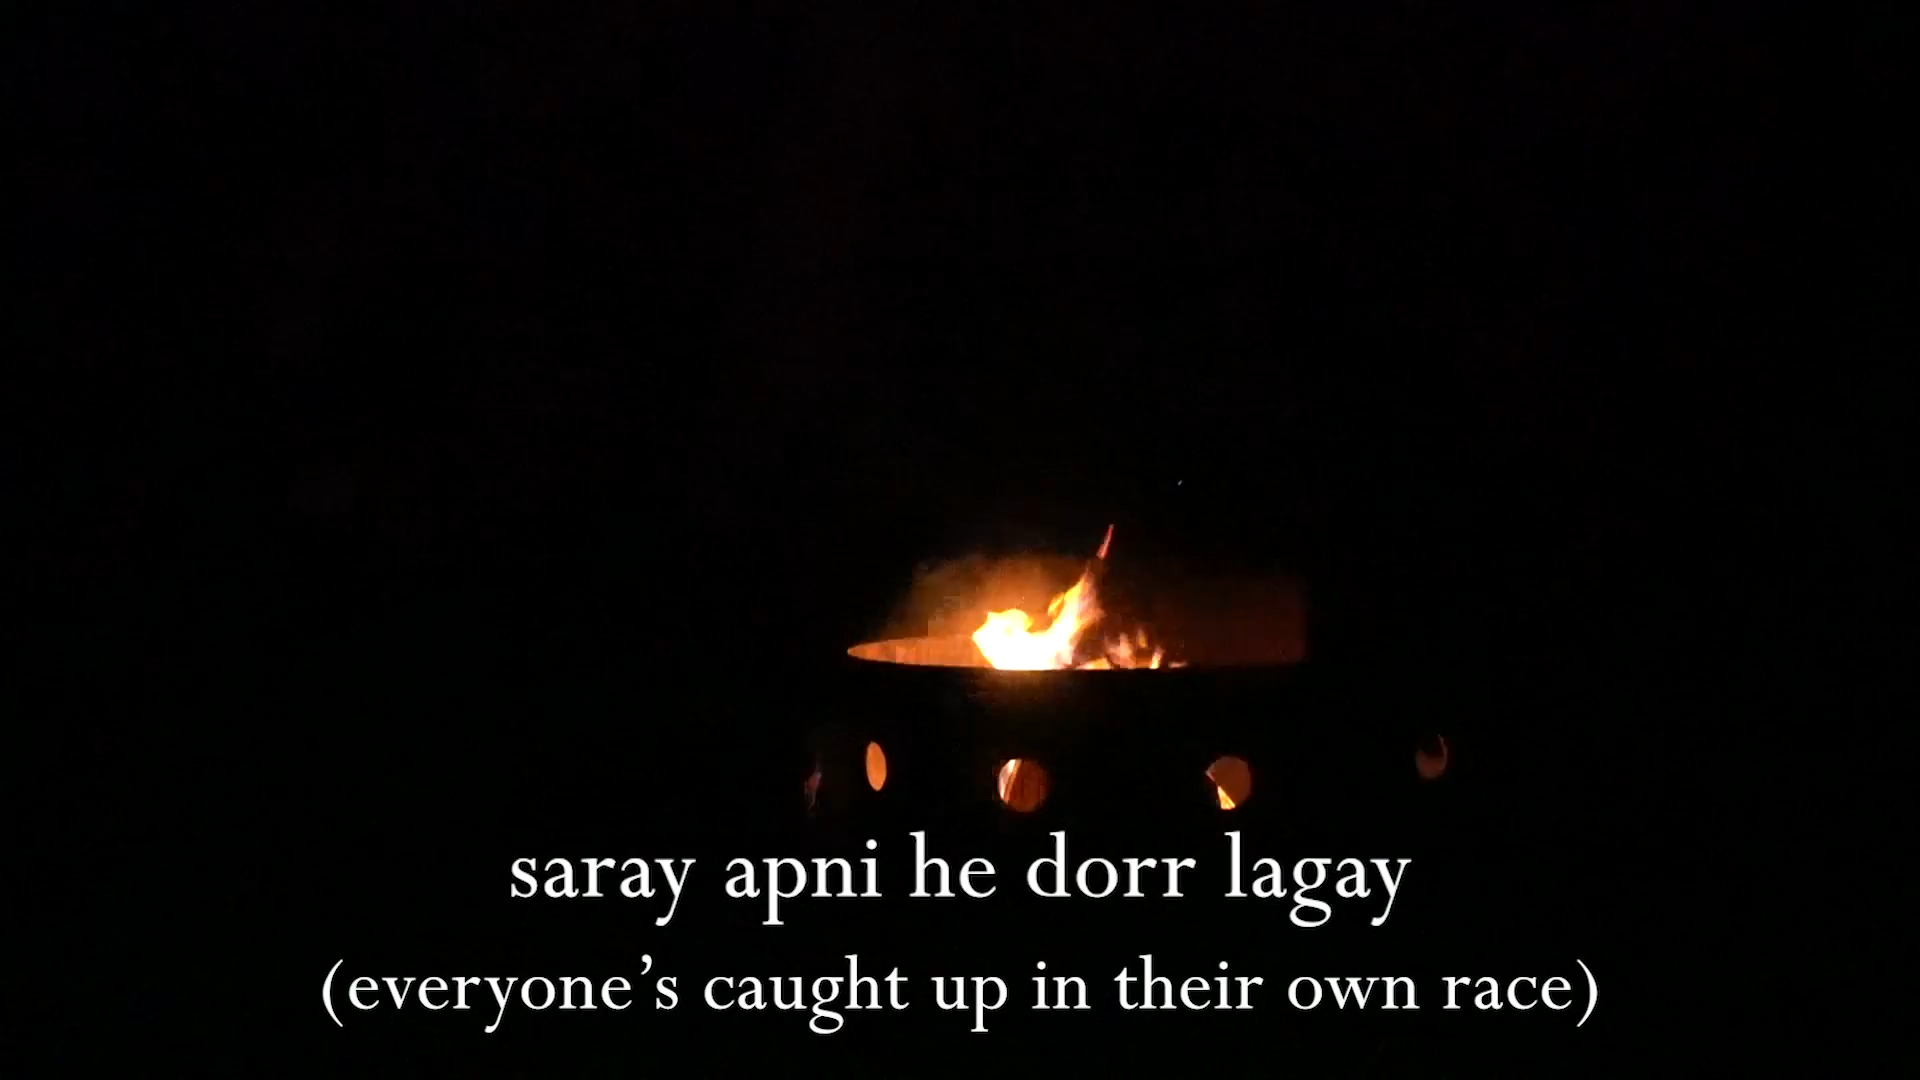 saray apni he dorr lagay
(everyone’s caught up in their own race)